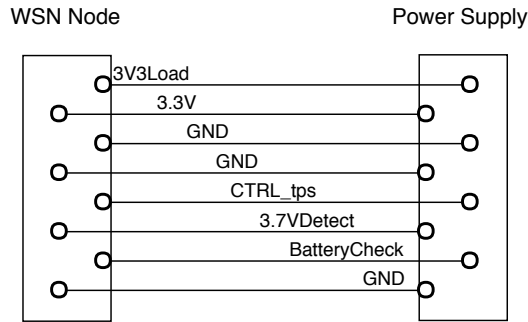 WSN Node
Power Supply
3V3Load
3.3V
GND
GND
CTRL_tps
3.7VDetect
BatteryCheck
GND